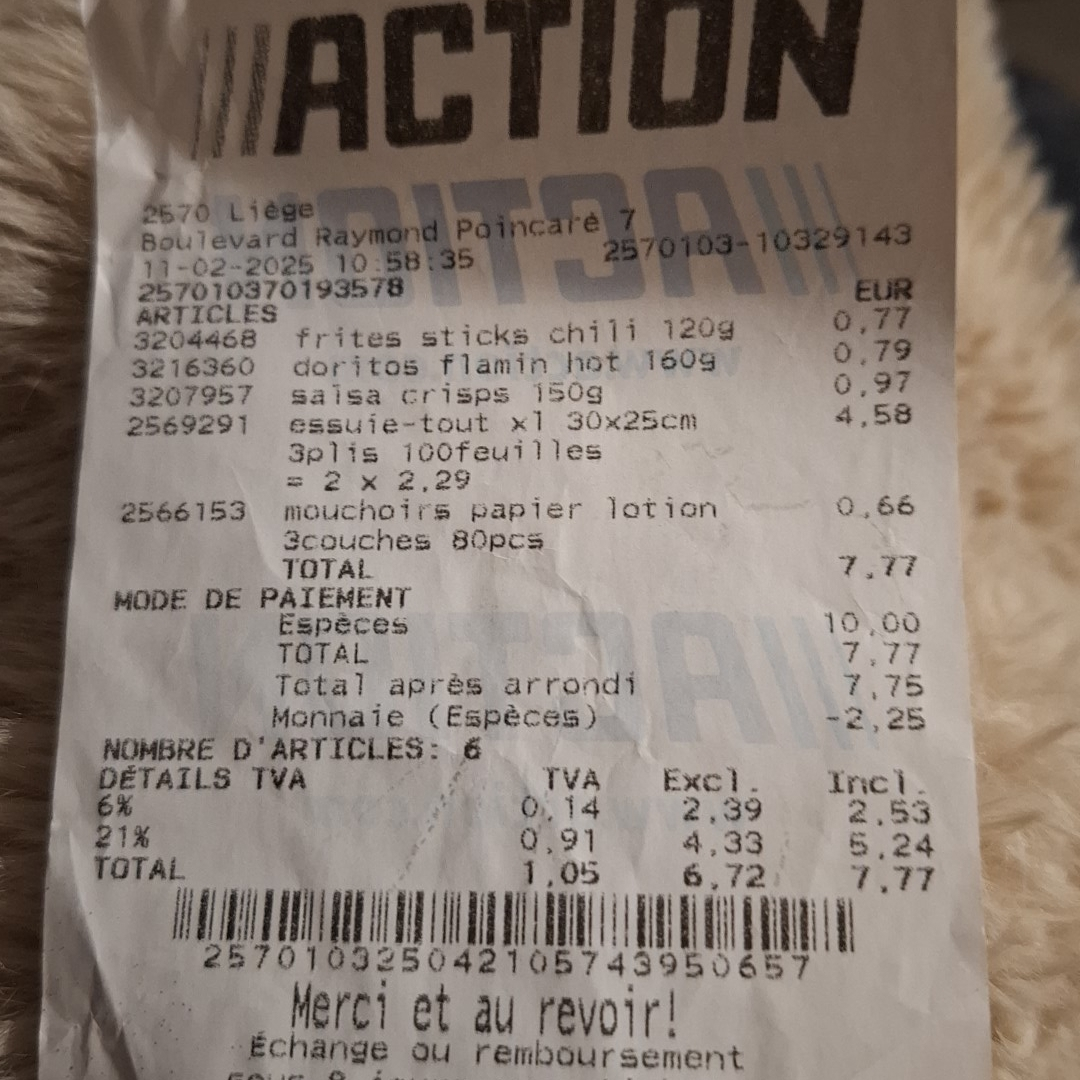 ACTION
2570 Liège
Boulevard Raymond Poincaré 7
11-02-2025 10:58:35 2570103-10329143
257010370193578 EUR
ARTICLES
3204468 frites sticks chili 120g 0,77
3216360 doritos flamin hot 160g 0,79
3207957 salsa crisps 150g 0,97
2569291 essuie-tout x1 30x25cm 4,58
3plis 100feuilles
= 2 x 2,29
2566153 mouchoirs papier lotion 0,66
3couches 80pcs
TOTAL 7,77
MODE DE PAIEMENT
Espèces 10,00
TOTAL 7,77
Total après arrondi 7,75
Monnaie (Espèces) -2,25
NOMBRE D'ARTICLES: 6
DÉTAILS TVA TVA Excl. Incl.
6% 0,14 2,39 2,53
21% 0,91 4,33 5,24
TOTAL 1,05 6,72 7,77
257010325042105743950657
Merci et au revoir!
Échange ou remboursement